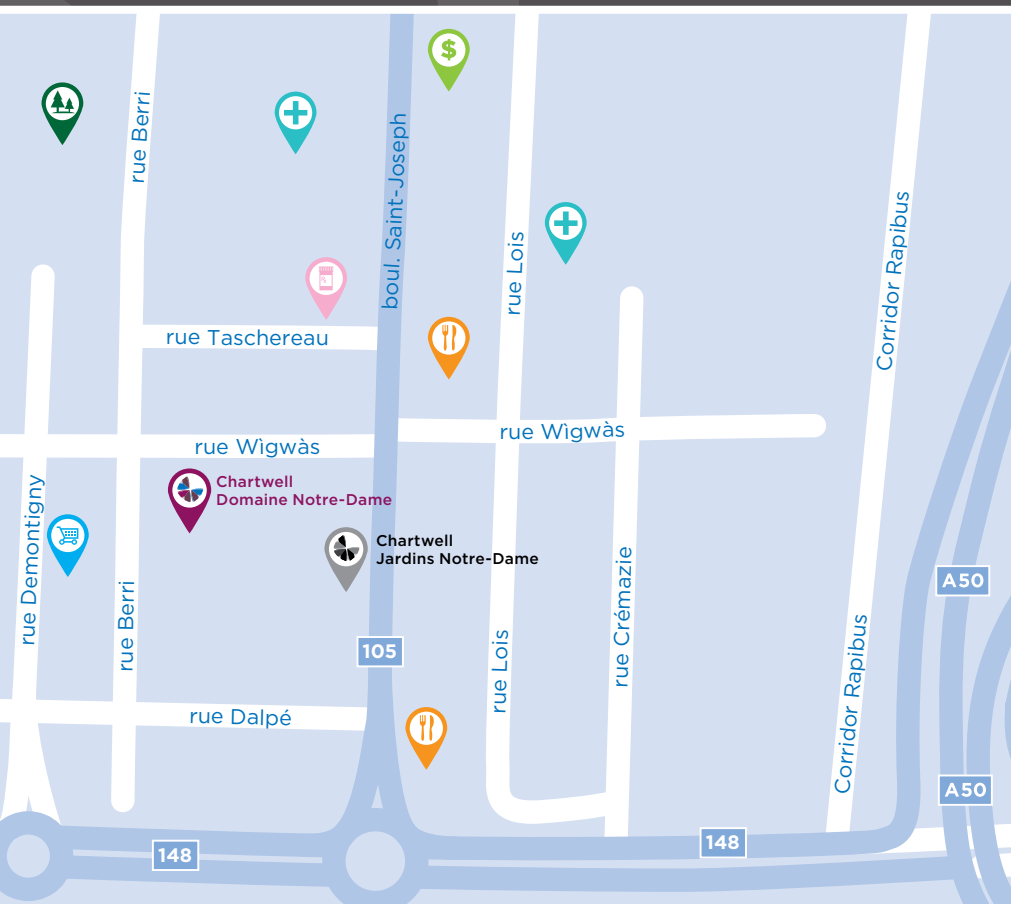 $
rue Berri
boul. Saint-Joseph
rue Lois
Corridor Rapibus
rue Taschereau
rue Wìgwàs
rue Wìgwàs
Chartwell
Domaine Notre-Dame
Chartwell
Jardins Notre-Dame
rue Demontigny
rue Berri
rue Crémazie
A50
105
rue Lois
Corridor Rapibus
rue Dalpé
A50
148
148